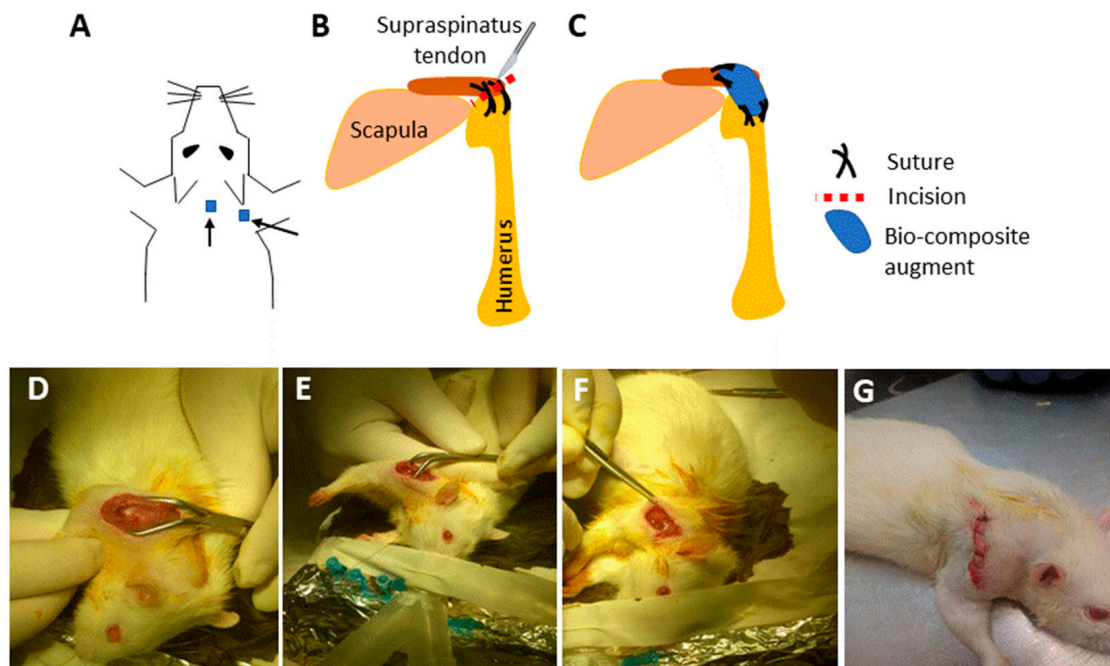 A
B
Supraspinatus
tendon
C
Scapula
Humerus
Suture
Incision
Bio-composite
augment
D
E
F
G